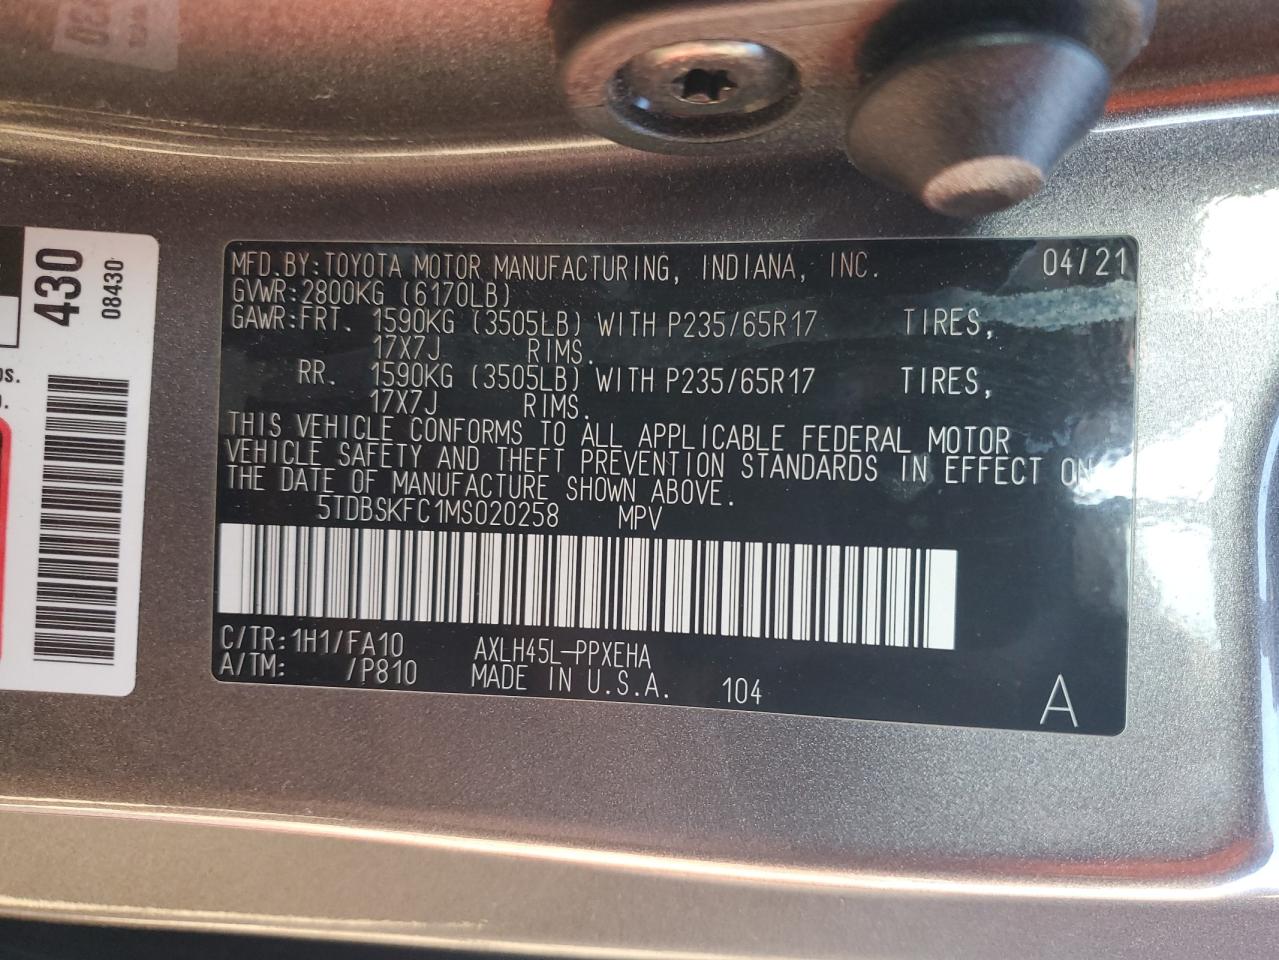 430
08430
MFD.BY:TOYOTA MOTOR MANUFACTURING, INDIANA, INC. 04/21
GVWR:2800KG (6170LB)
GAWR:FRT. 1590KG (3505LB) WITH P235/65R17 TIRES,
17X7J RIMS.
RR. 1590KG (3505LB) WITH P235/65R17 TIRES,
17X7J RIMS.
THIS VEHICLE CONFORMS TO ALL APPLICABLE FEDERAL MOTOR
VEHICLE SAFETY AND THEFT PREVENTION STANDARDS IN EFFECT ON
THE DATE OF MANUFACTURE SHOWN ABOVE.
5TDBSKFC1MS020258 MPV
C/TR:1H1/FA10 AXLH45L-PPXEHA
A/TM: /P810 MADE IN U.S.A. 104
A